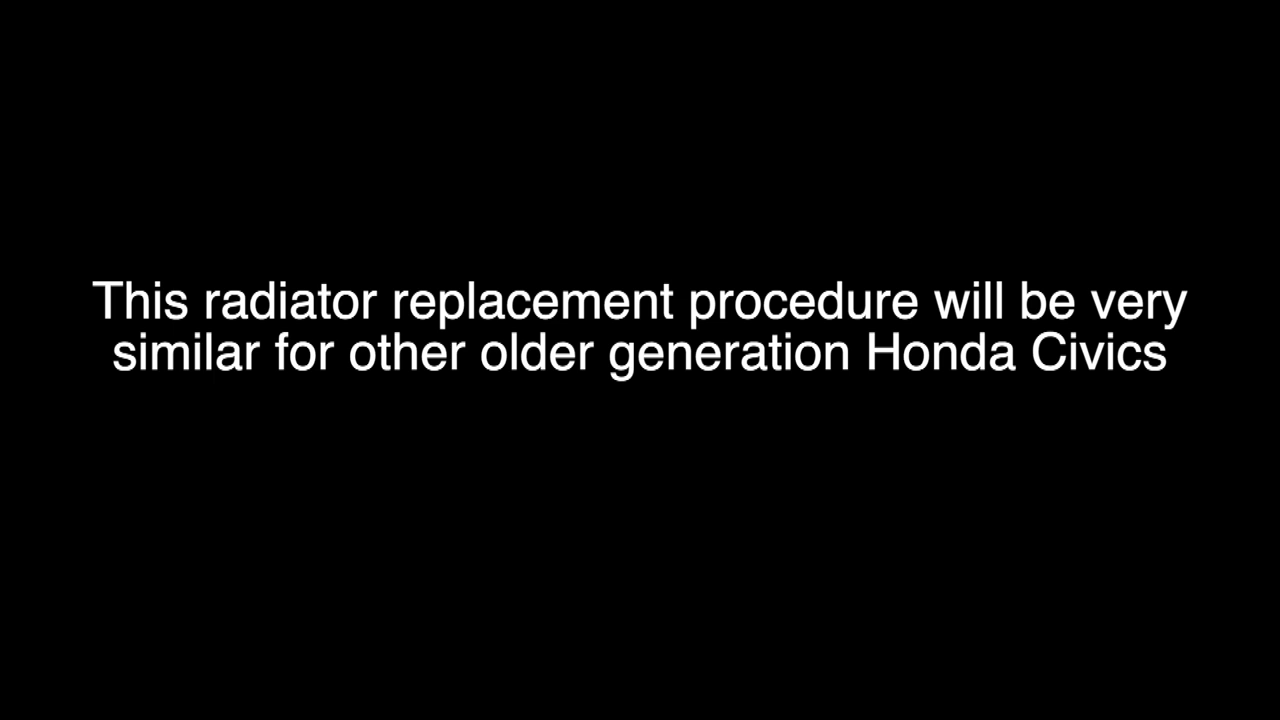 This radiator replacement procedure will be very
similar for other older generation Honda Civics